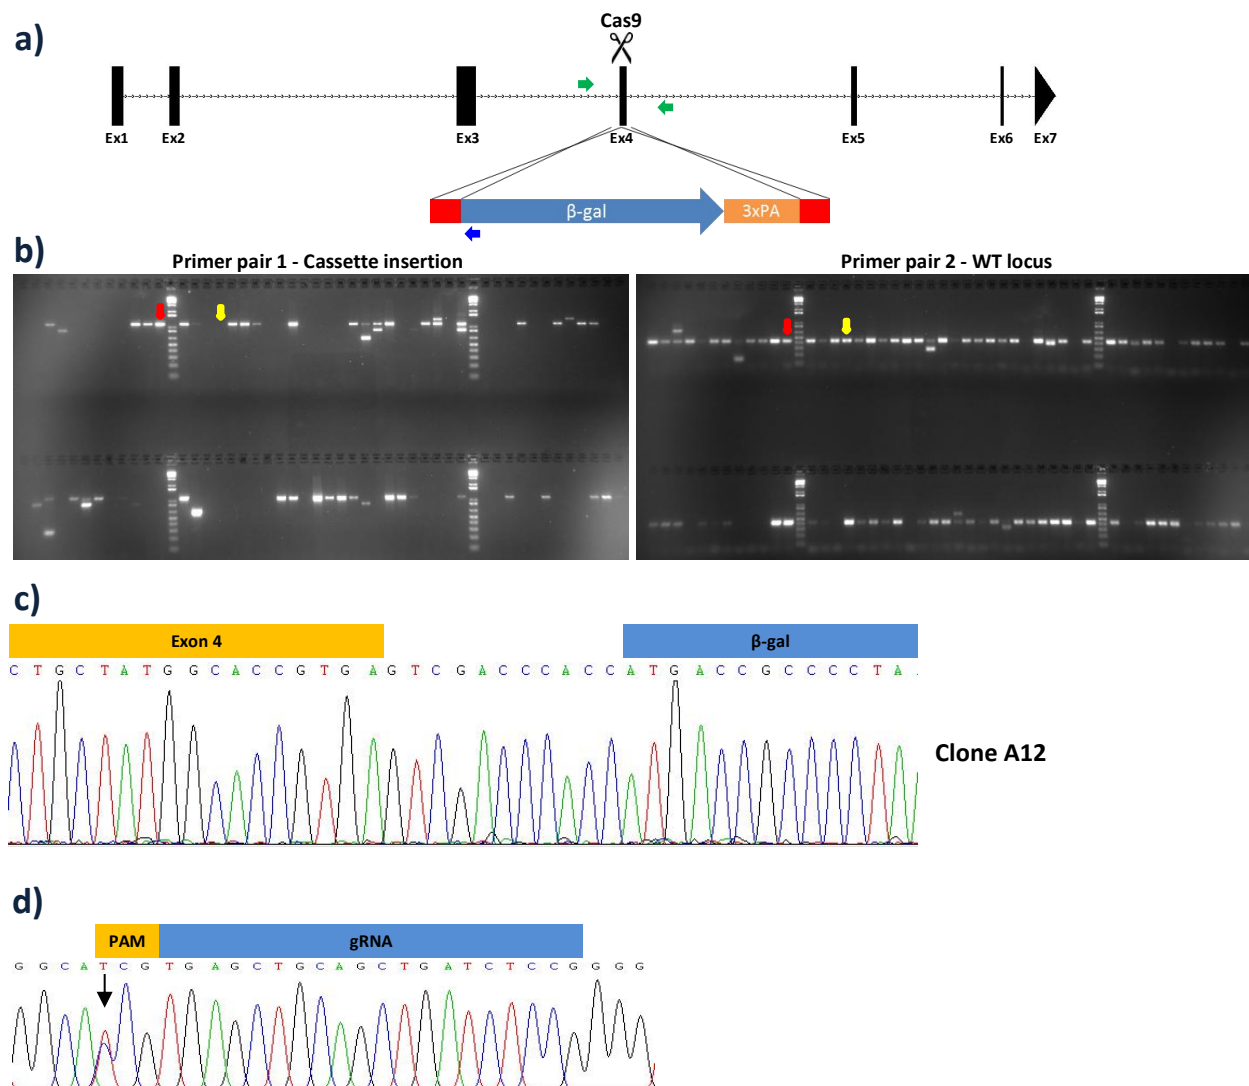 a)
Cas9
Ex1 Ex2 Ex3 Ex4 Ex5 Ex6 Ex7
β-gal 3xPA
b)
Primer pair 1 - Cassette insertion Primer pair 2 - WT locus
c)
Exon 4 β-gal
C T G C T A T G G C A C C G T G A G T C G A C C C A C C A T G A C C G C C C C T A
Clone A12
d)
PAM gRNA
G G C A T C G T G A G C T G C A G C T G A T C T C C G G G G